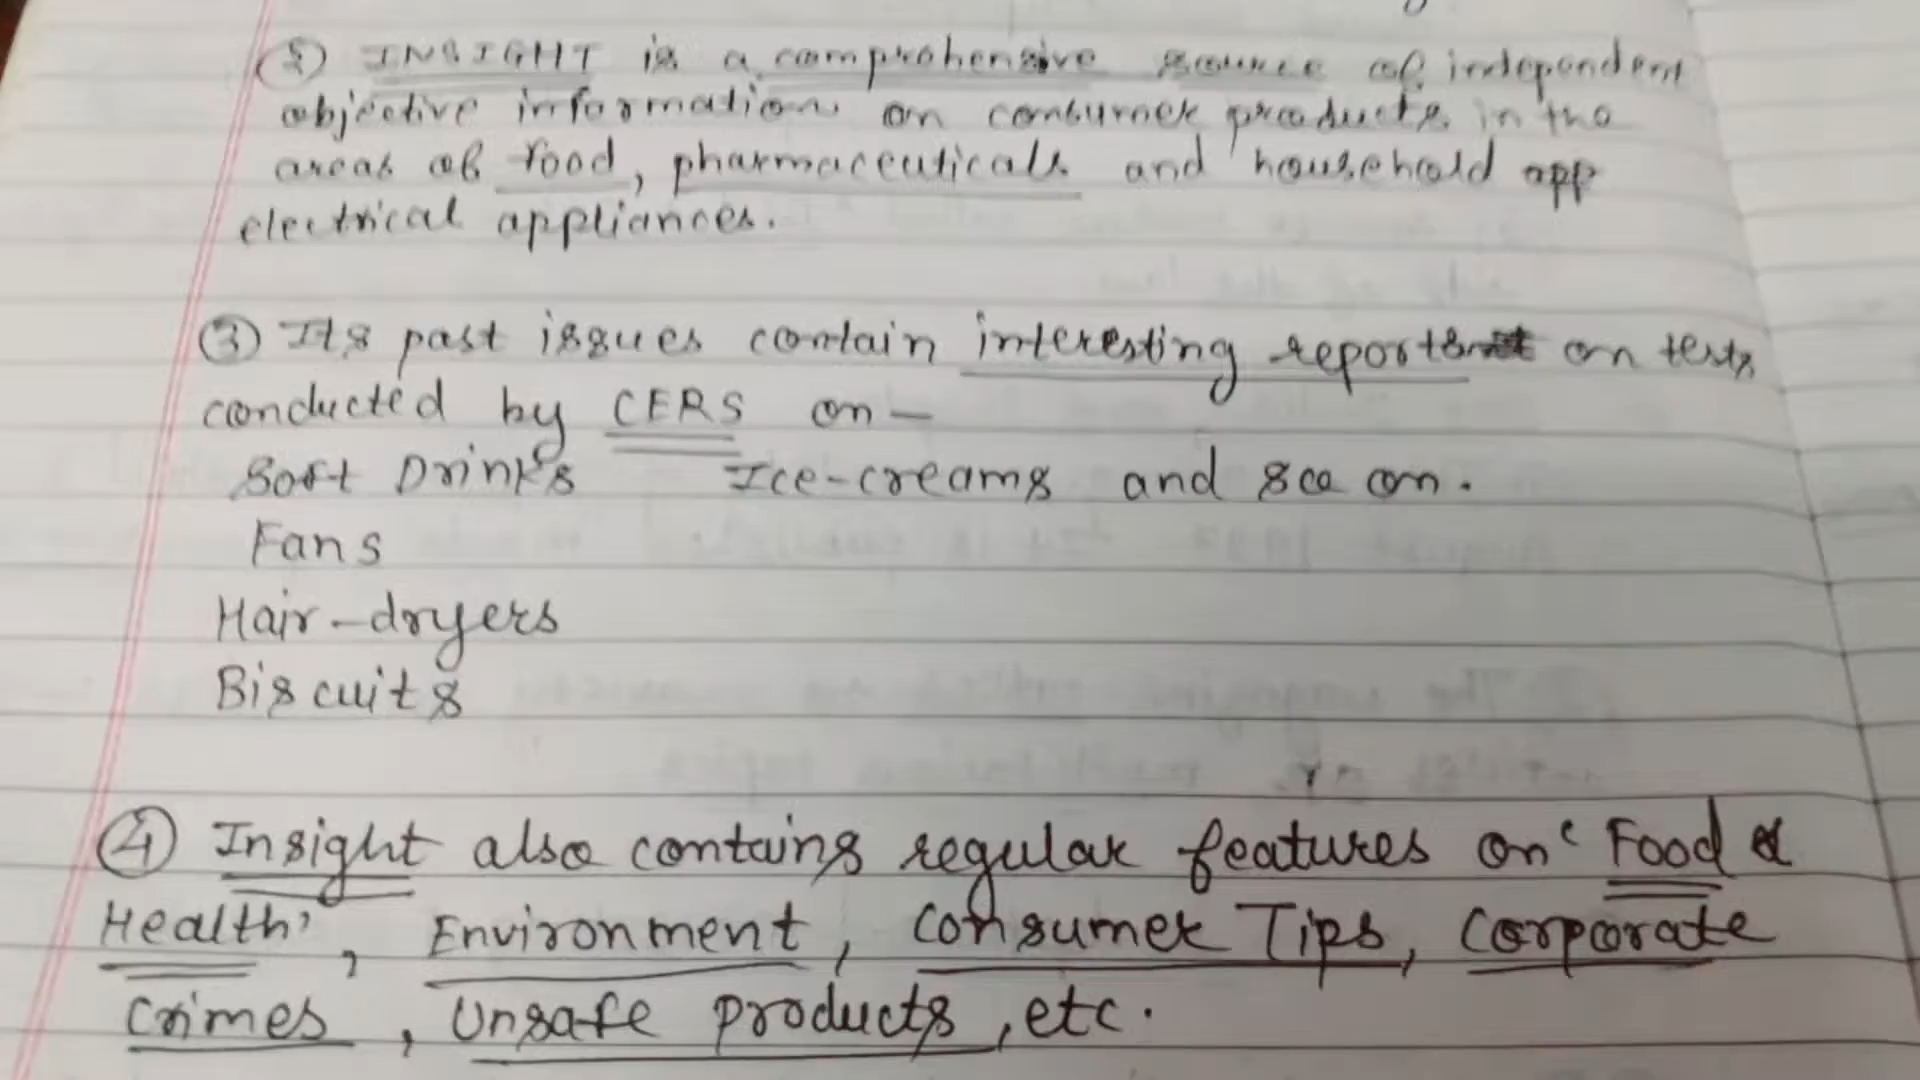 ② INSIGHT is a comprehensive source of independent
objective information on consumer products in the
areas of food, pharmaceuticals and household app
electrical appliances.
③ Its past issues contain interesting reports on tests
conducted by CERS on –
Soft Drinks Ice-creams and so on.
Fans
Hair-dryers
Biscuits
④ Insight also contains regular features on ‘Food &
Health’, Environment, Consumer Tips, Corporate
Crimes, Unsafe products, etc.